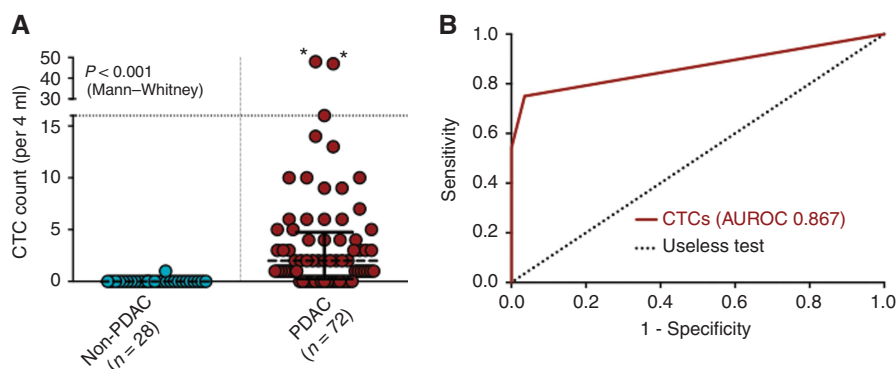 A
CTC count (per 4 ml)
50
40
30
15
10
5
0
P < 0.001
(Mann–Whitney)
* *
Non-PDAC
(n = 28)
PDAC
(n = 72)
B
Sensitivity
1.0
0.8
0.6
0.4
0.2
0.0
CTCs (AUROC 0.867)
Useless test
0.0 0.2 0.4 0.6 0.8 1.0
1 - Specificity